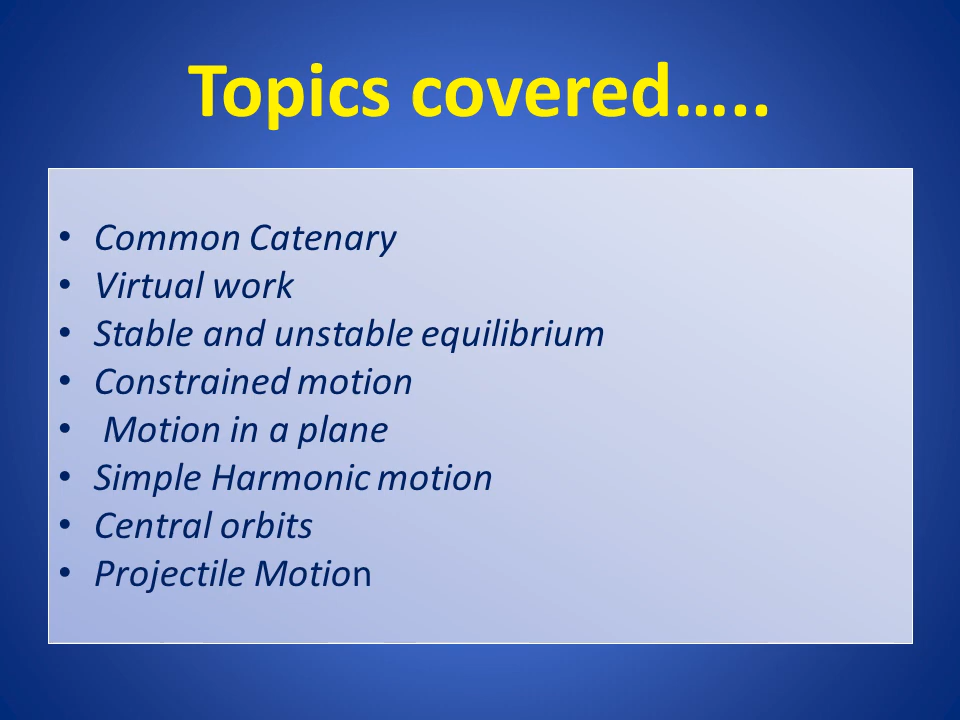 Topics covered…..
• Common Catenary
• Virtual work
• Stable and unstable equilibrium
• Constrained motion
• Motion in a plane
• Simple Harmonic motion
• Central orbits
• Projectile Motion